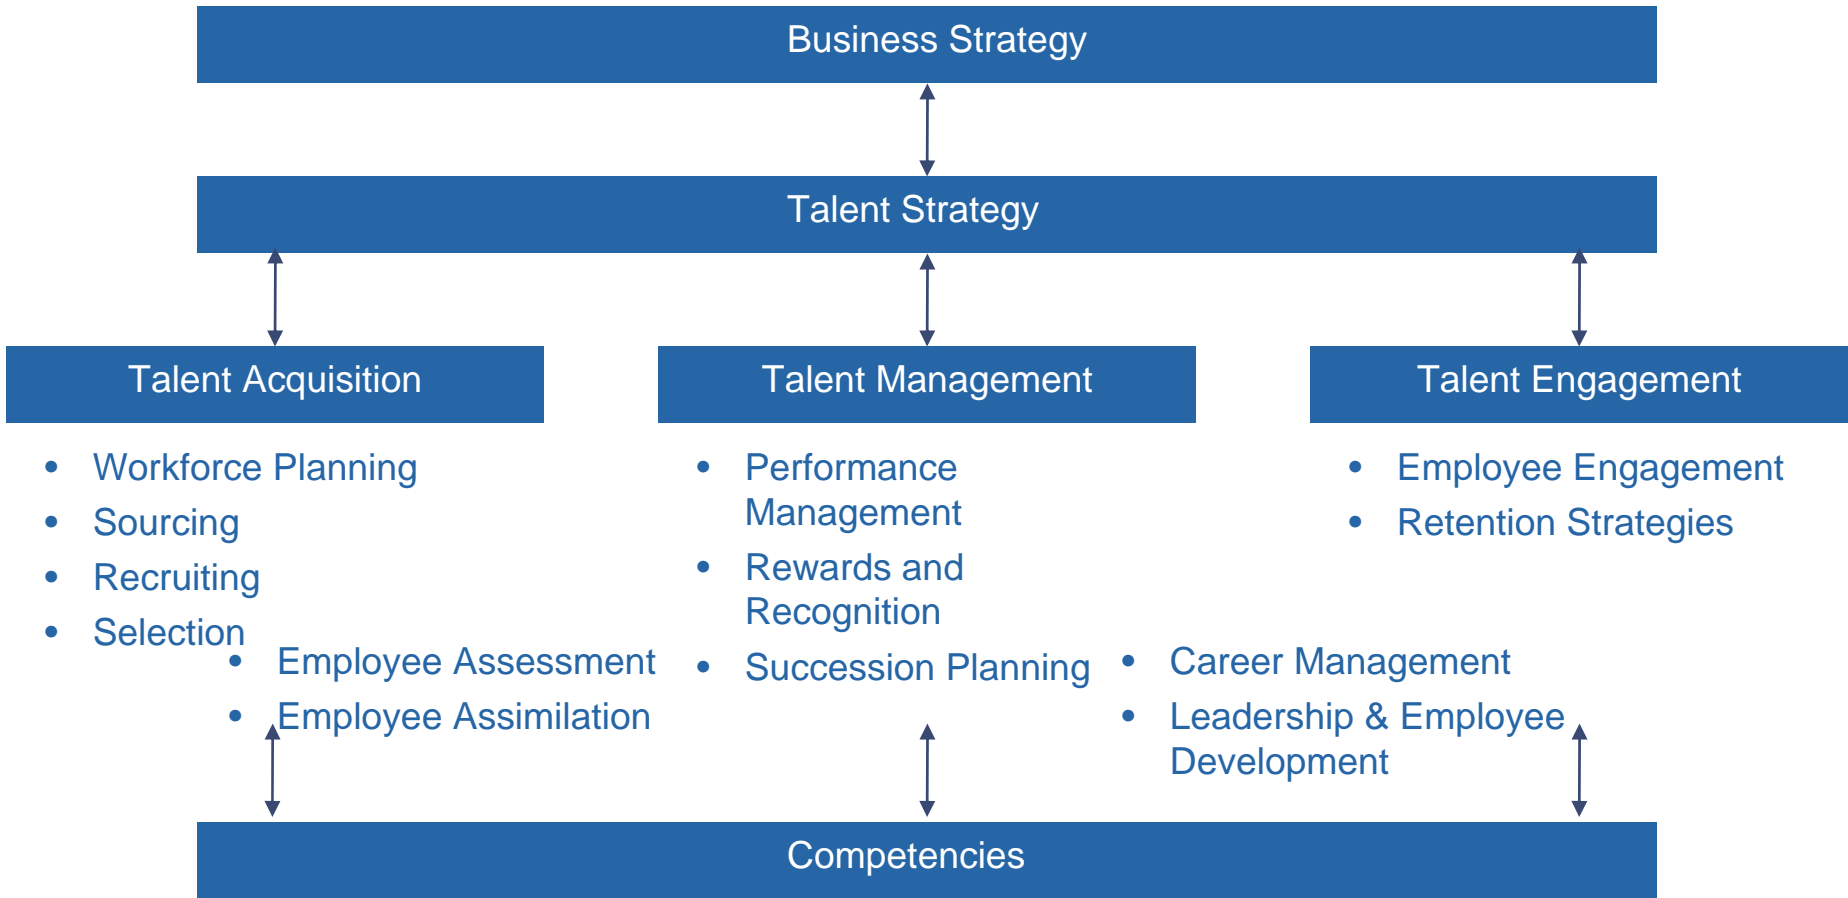 Business Strategy
Talent Strategy
Talent Acquisition
• Workforce Planning
• Sourcing
• Recruiting
• Selection
• Employee Assessment
• Employee Assimilation
Talent Management
• Performance
Management
• Rewards and
Recognition
• Succession Planning
Talent Engagement
• Employee Engagement
• Retention Strategies
• Career Management
• Leadership & Employee
Development
Competencies